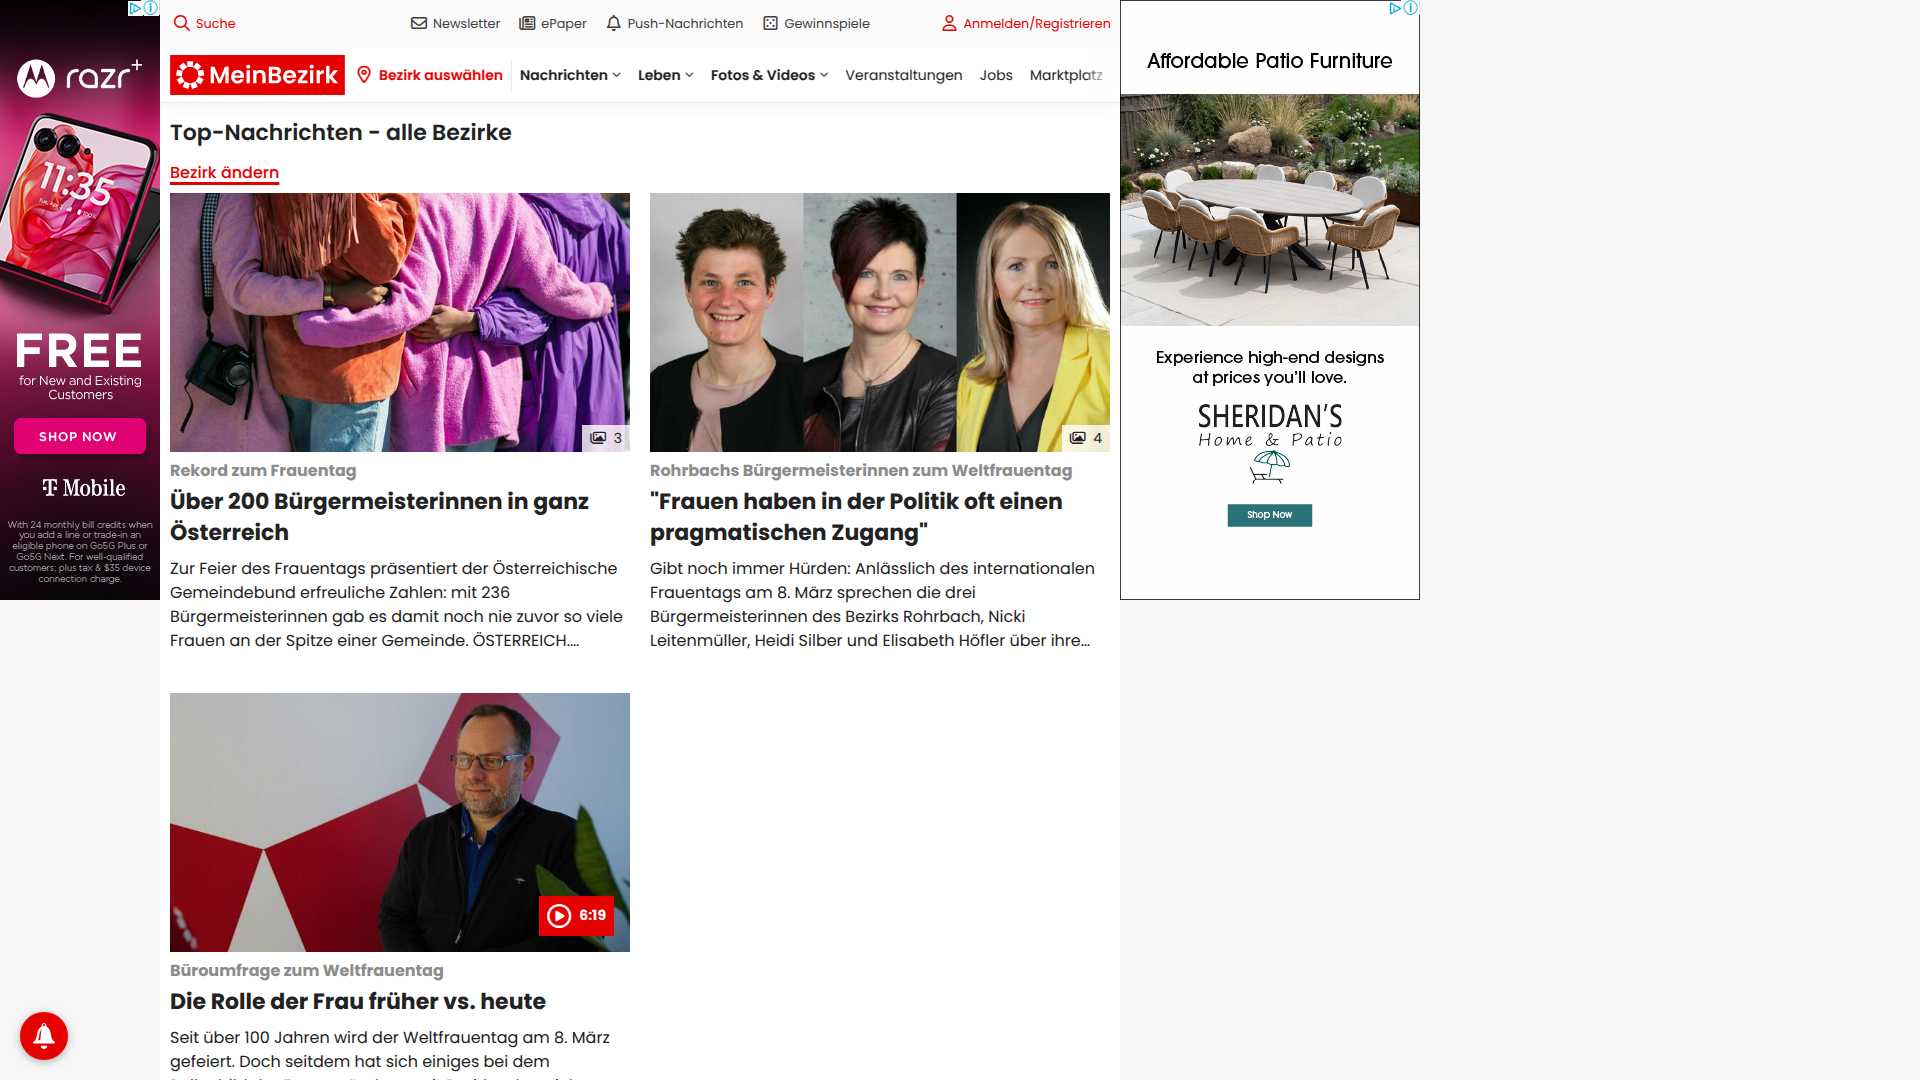 Suche
Newsletter
ePaper
Push-Nachrichten
Gewinnspiele
Anmelden/Registrieren
MeinBezirk
Bezirk auswählen
Nachrichten
Leben
Fotos & Videos
Veranstaltungen
Jobs
Marktplatz
Top-Nachrichten - alle Bezirke
Bezirk ändern
3
Rekord zum Frauentag
Über 200 Bürgermeisterinnen in ganz
Österreich
Zur Feier des Frauentags präsentiert der Österreichische
Gemeindebund erfreuliche Zahlen: mit 236
Bürgermeisterinnen gab es damit noch nie zuvor so viele
Frauen an der Spitze einer Gemeinde. ÖSTERREICH....
4
Rohrbachs Bürgermeisterinnen zum Weltfrauentag
"Frauen haben in der Politik oft einen
pragmatischen Zugang"
Gibt noch immer Hürden: Anlässlich des internationalen
Frauentags am 8. März sprechen die drei
Bürgermeisterinnen des Bezirks Rohrbach, Nicki
Leitenmüller, Heidi Silber und Elisabeth Höfler über ihre...
6:19
Büroumfrage zum Weltfrauentag
Die Rolle der Frau früher vs. heute
Seit über 100 Jahren wird der Weltfrauentag am 8. März
gefeiert. Doch seitdem hat sich einiges bei dem
razr+
11:35
FREE
for New and Existing
Customers
SHOP NOW
T Mobile
With 24 monthly bill credits when
you add a line or trade-in an
eligible phone on Go5G Plus or
Go5G Next. For well-qualified
customers; plus tax & $35 device
connection charge.
Affordable Patio Furniture
Experience high-end designs
at prices you'll love.
SHERIDAN'S
Home & Patio
Shop Now